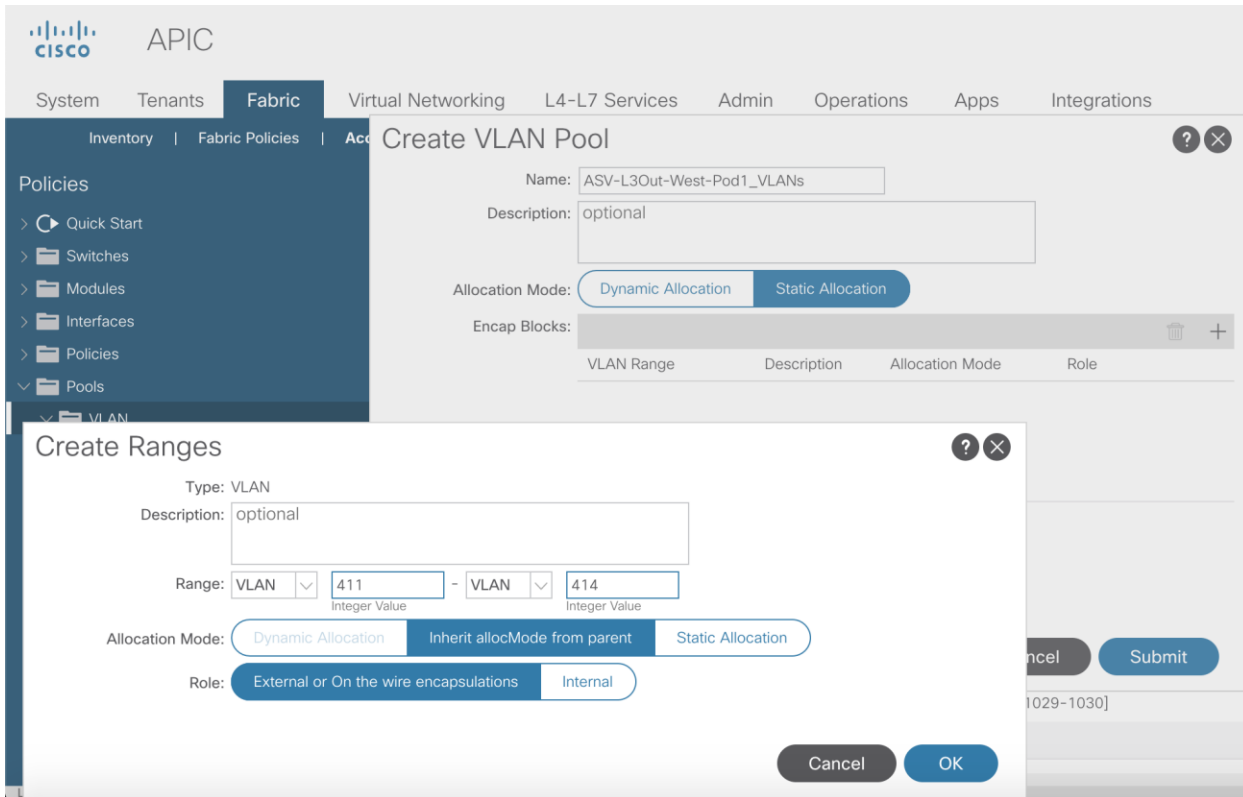 CISCO APIC
System Tenants Fabric Virtual Networking L4-L7 Services Admin Operations Apps Integrations
Inventory | Fabric Policies |
Create VLAN Pool
Policies
Quick Start
Switches
Modules
Interfaces
Policies
Pools
VLAN
Name: ASV-L3Out-West-Pod1_VLANs
Description: optional
Allocation Mode: Dynamic Allocation Static Allocation
Encap Blocks:
VLAN Range Description Allocation Mode Role
Create Ranges
Type: VLAN
Description: optional
Range: VLAN 411 - VLAN 414
Integer Value Integer Value
Allocation Mode: Dynamic Allocation Inherit allocMode from parent Static Allocation
Role: External or On the wire encapsulations Internal
Cancel OK
Submit
1029-1030]